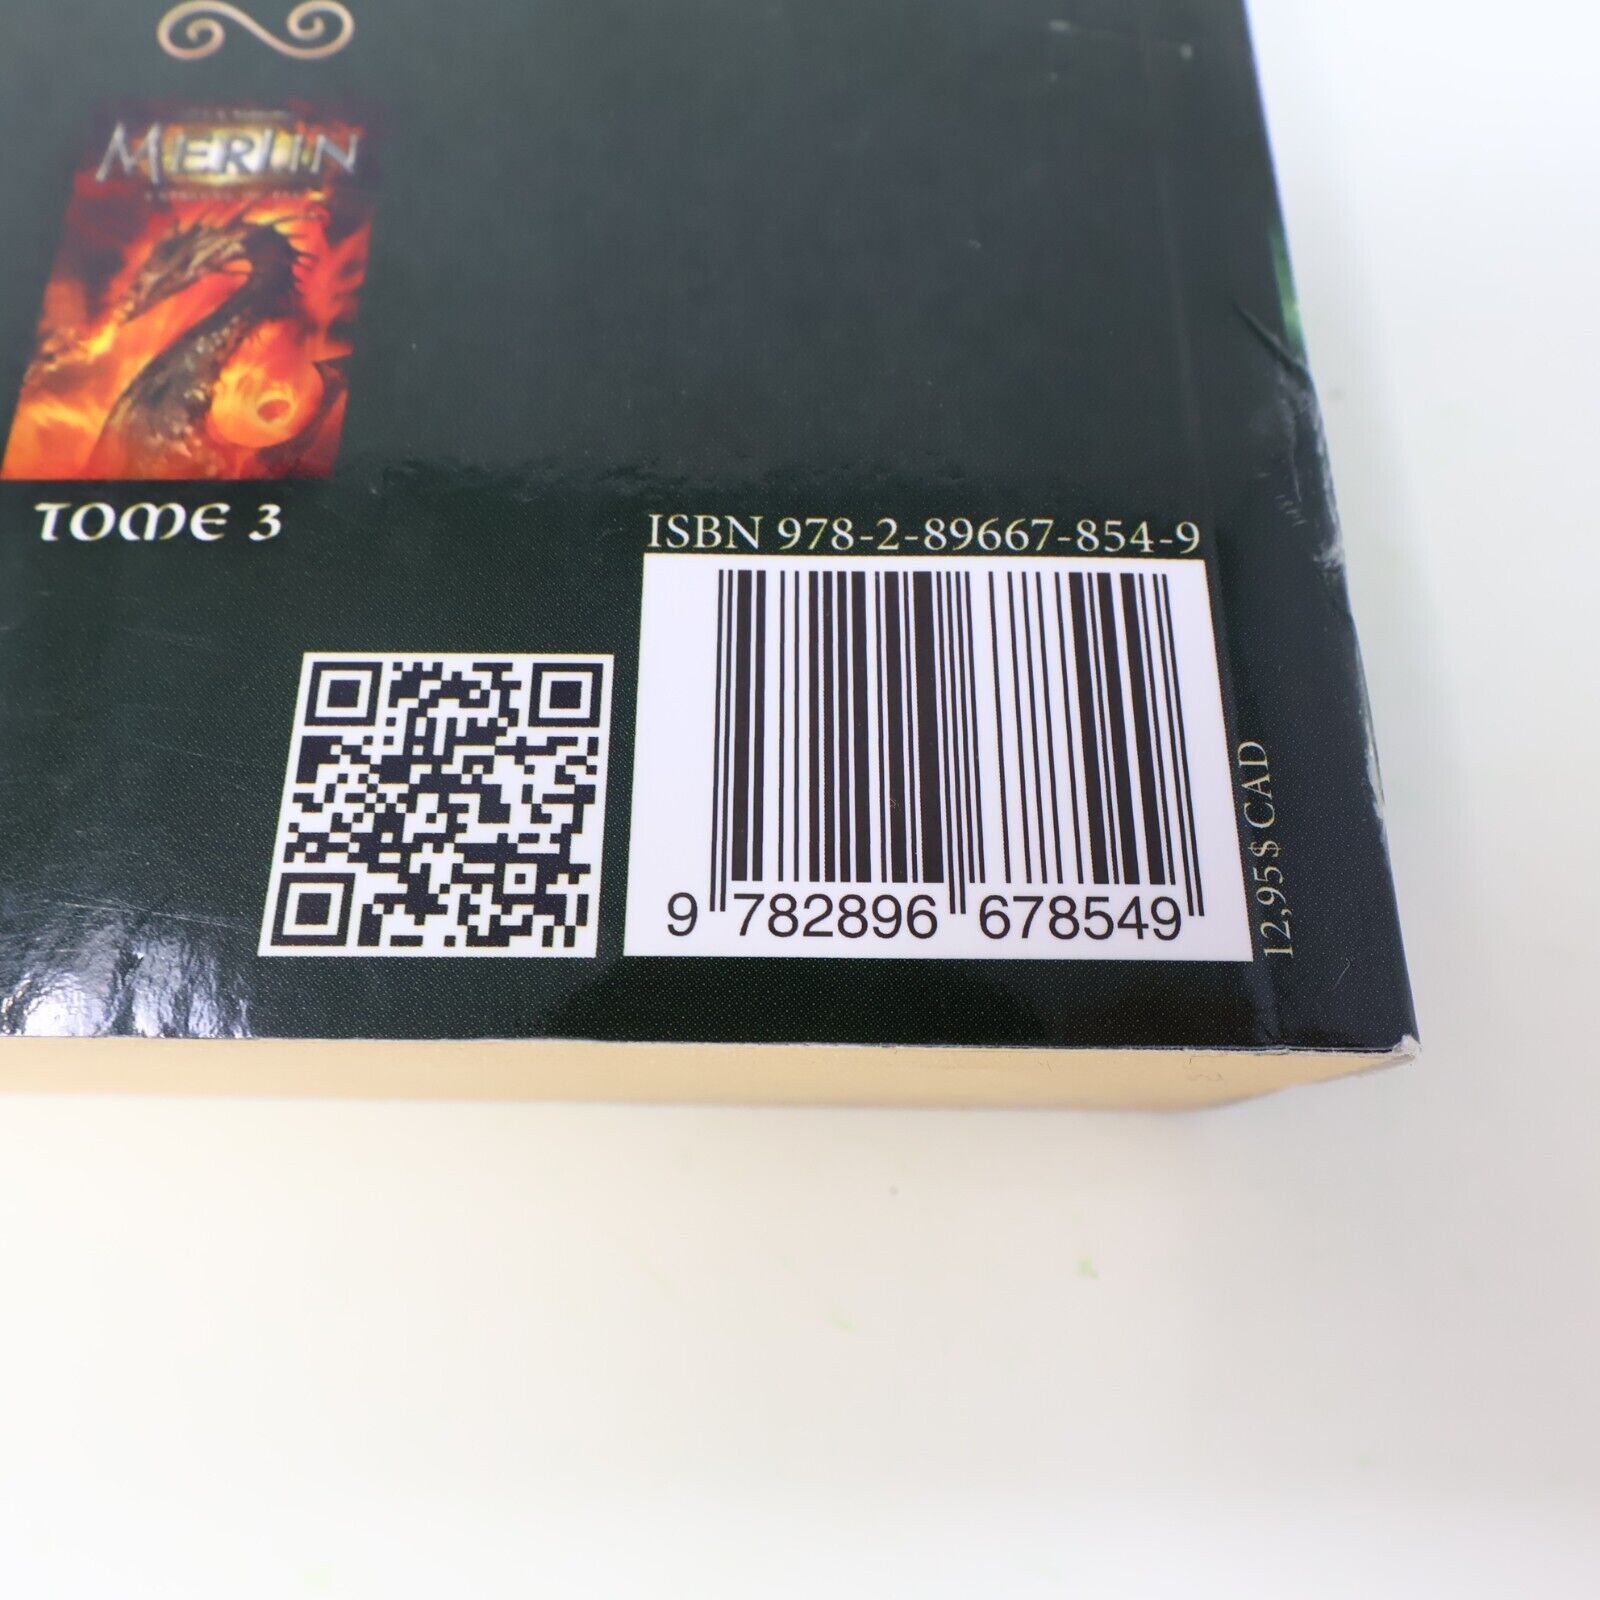 MERLIN
TOME 3
ISBN 978-2-89667-854-9
9 782896 678549
12,95$ CAD